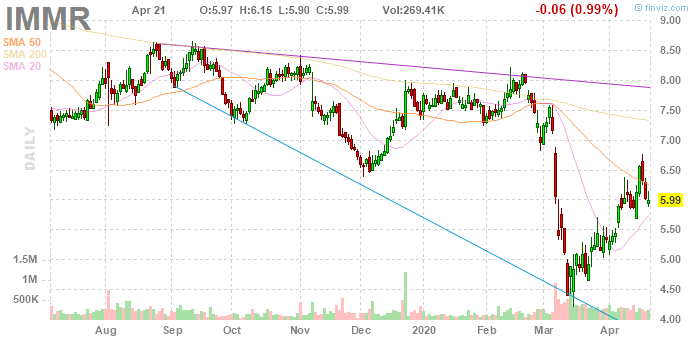 IMMR Apr 21 O:5.97 H:6.15 L:5.90 C:5.99 Vol:269.41K -0.06 (0.99%) © finviz.com
SMA 50
SMA 200
SMA 20
DAILY
9.00
8.50
8.00
7.50
7.00
6.50
5.99
5.50
5.00
4.50
4.00
1.5M
1M
500K
Aug Sep Oct Nov Dec 2020 Feb Mar Apr